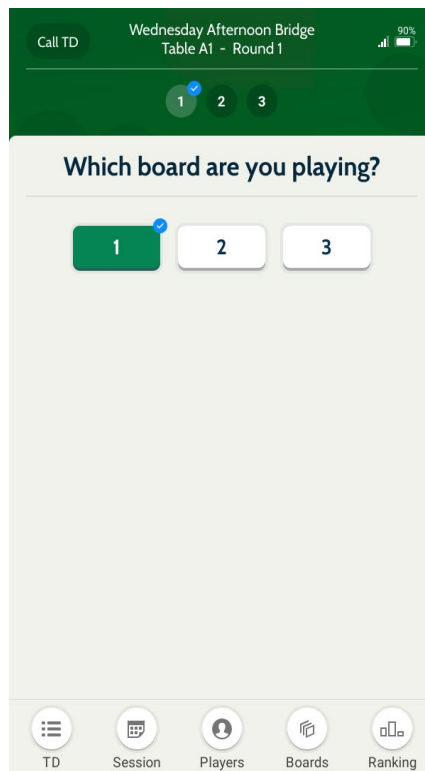 Call TD
Wednesday Afternoon Bridge
Table A1 - Round 1
90%
1 2 3
Which board are you playing?
1 2 3
TD Session Players Boards Ranking